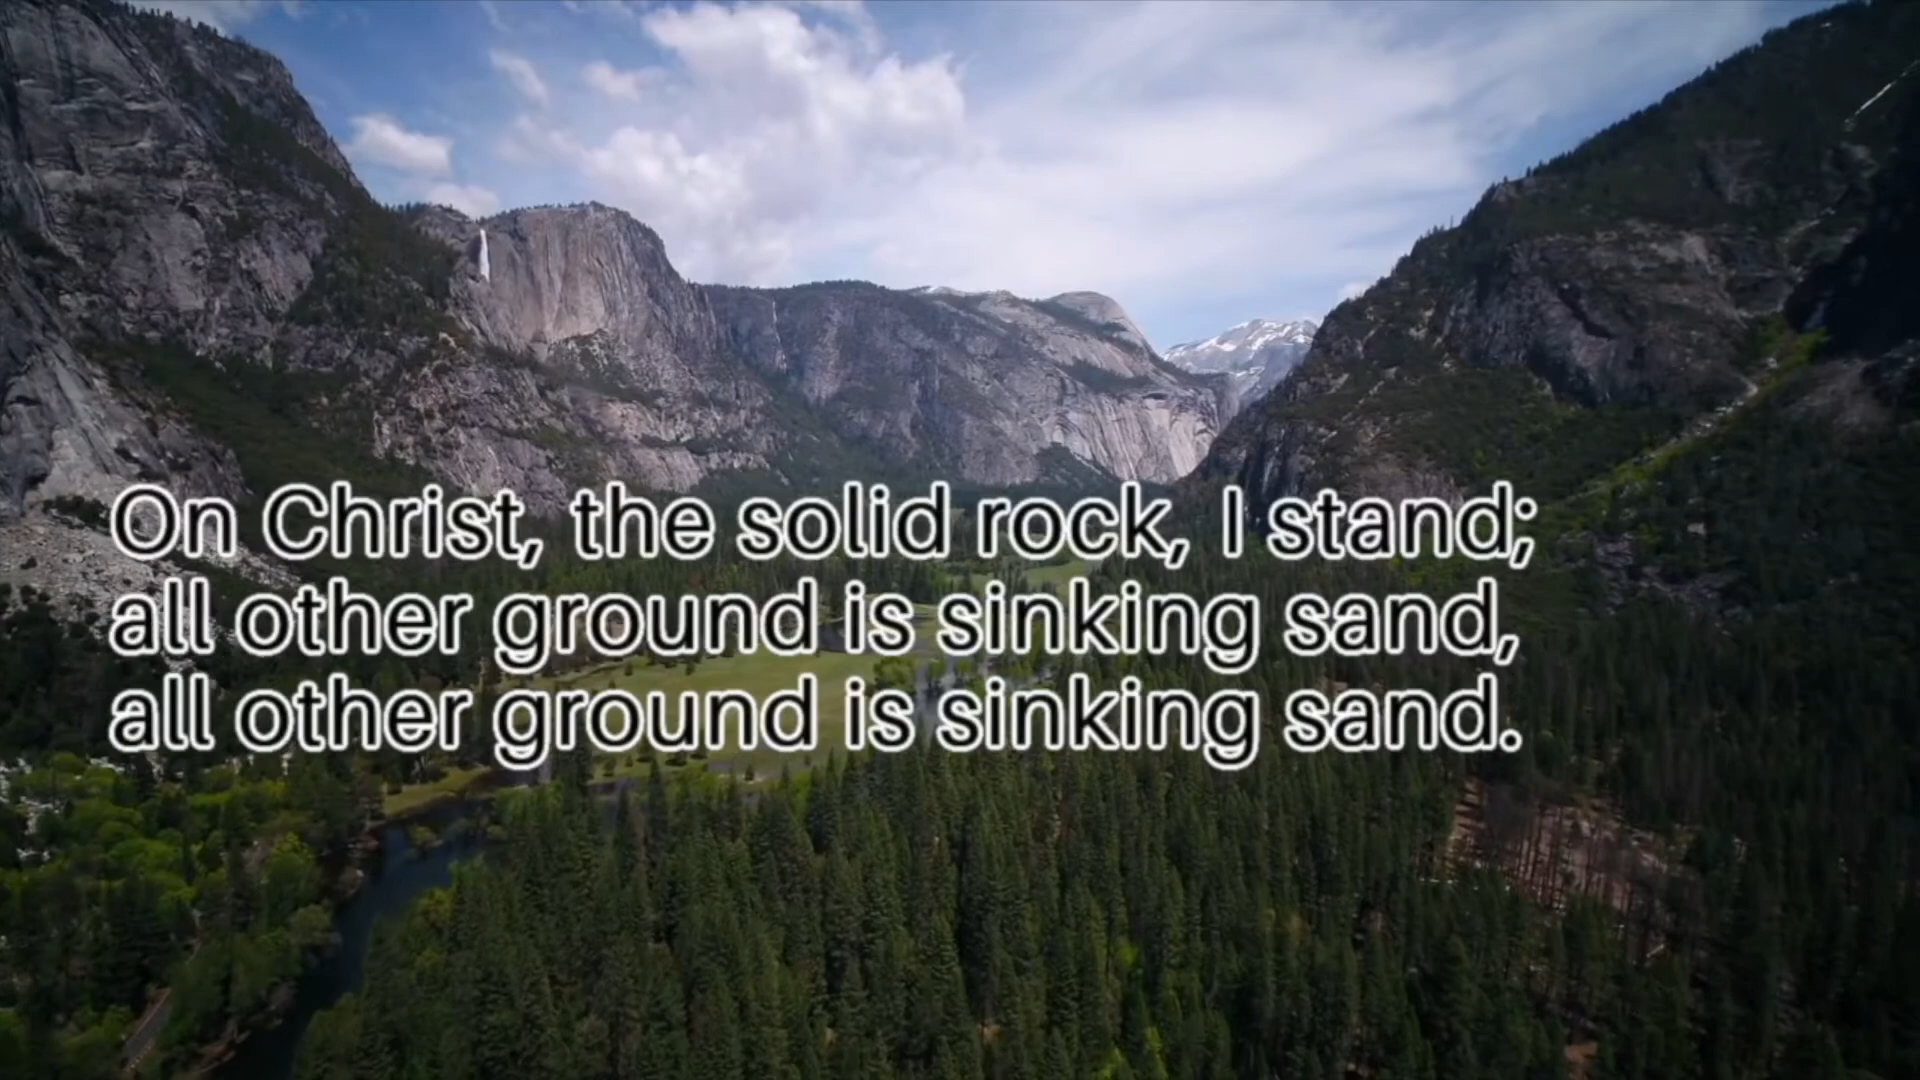 On Christ, the solid rock, I stand;
all other ground is sinking sand,
all other ground is sinking sand.